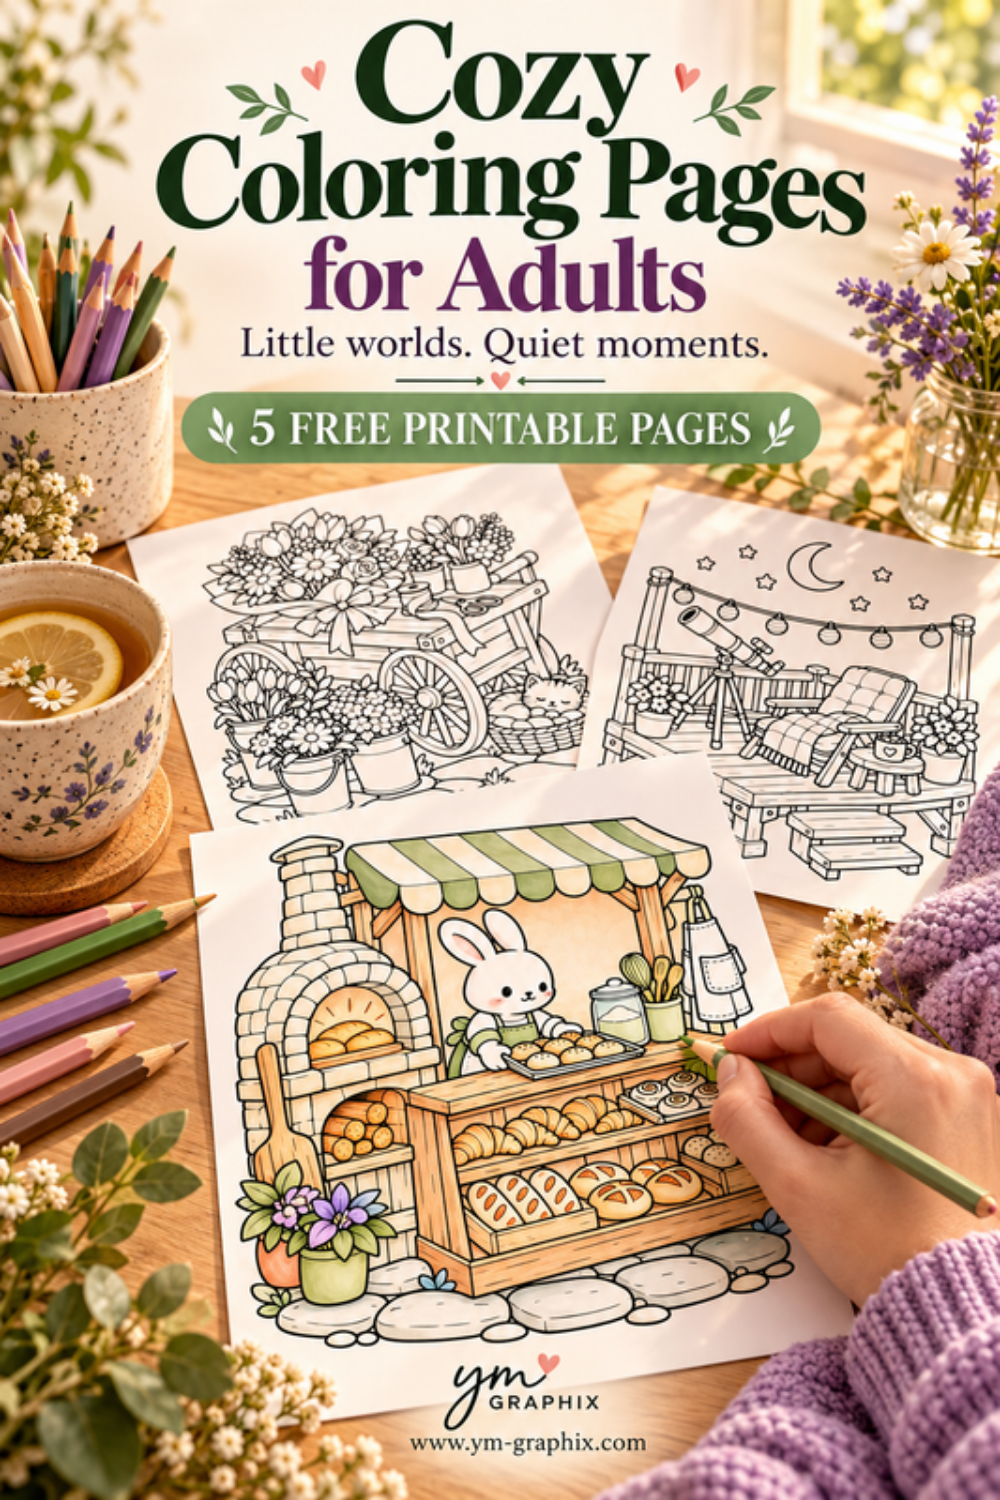 Cozy
Coloring Pages
for Adults
Little worlds. Quiet moments.
5 FREE PRINTABLE PAGES
ym
GRAPHIX
www.ym-graphix.com